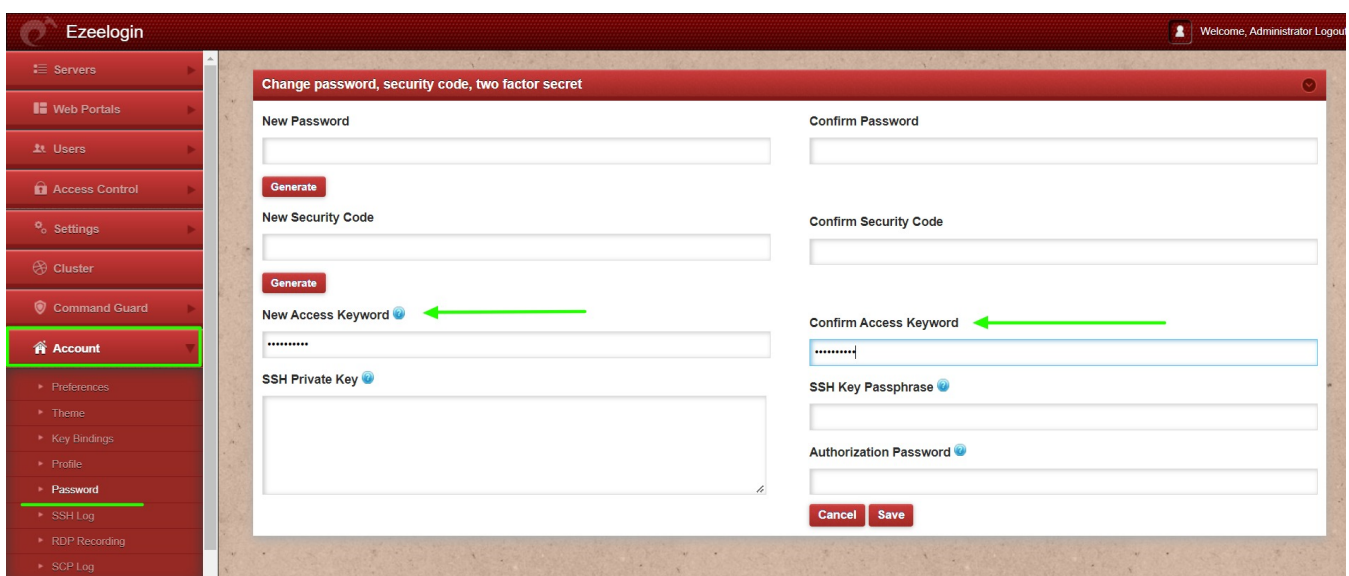 Ezeelogin
Welcome, Administrator Logout
Servers
Web Portals
Users
Access Control
Settings
Cluster
Command Guard
Account
Preferences
Theme
Key Bindings
Profile
Password
SSH Log
RDP Recording
SCP Log
Change password, security code, two factor secret
New Password
Confirm Password
Generate
New Security Code
Confirm Security Code
Generate
New Access Keyword
Confirm Access Keyword
SSH Private Key
SSH Key Passphrase
Authorization Password
Cancel Save